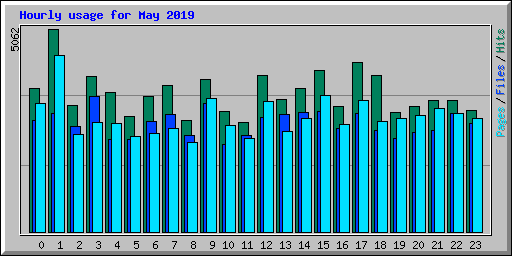 Hourly usage for May 2019
5062
Pages / Files / Hits
0 1 2 3 4 5 6 7 8 9 10 11 12 13 14 15 16 17 18 19 20 21 22 23